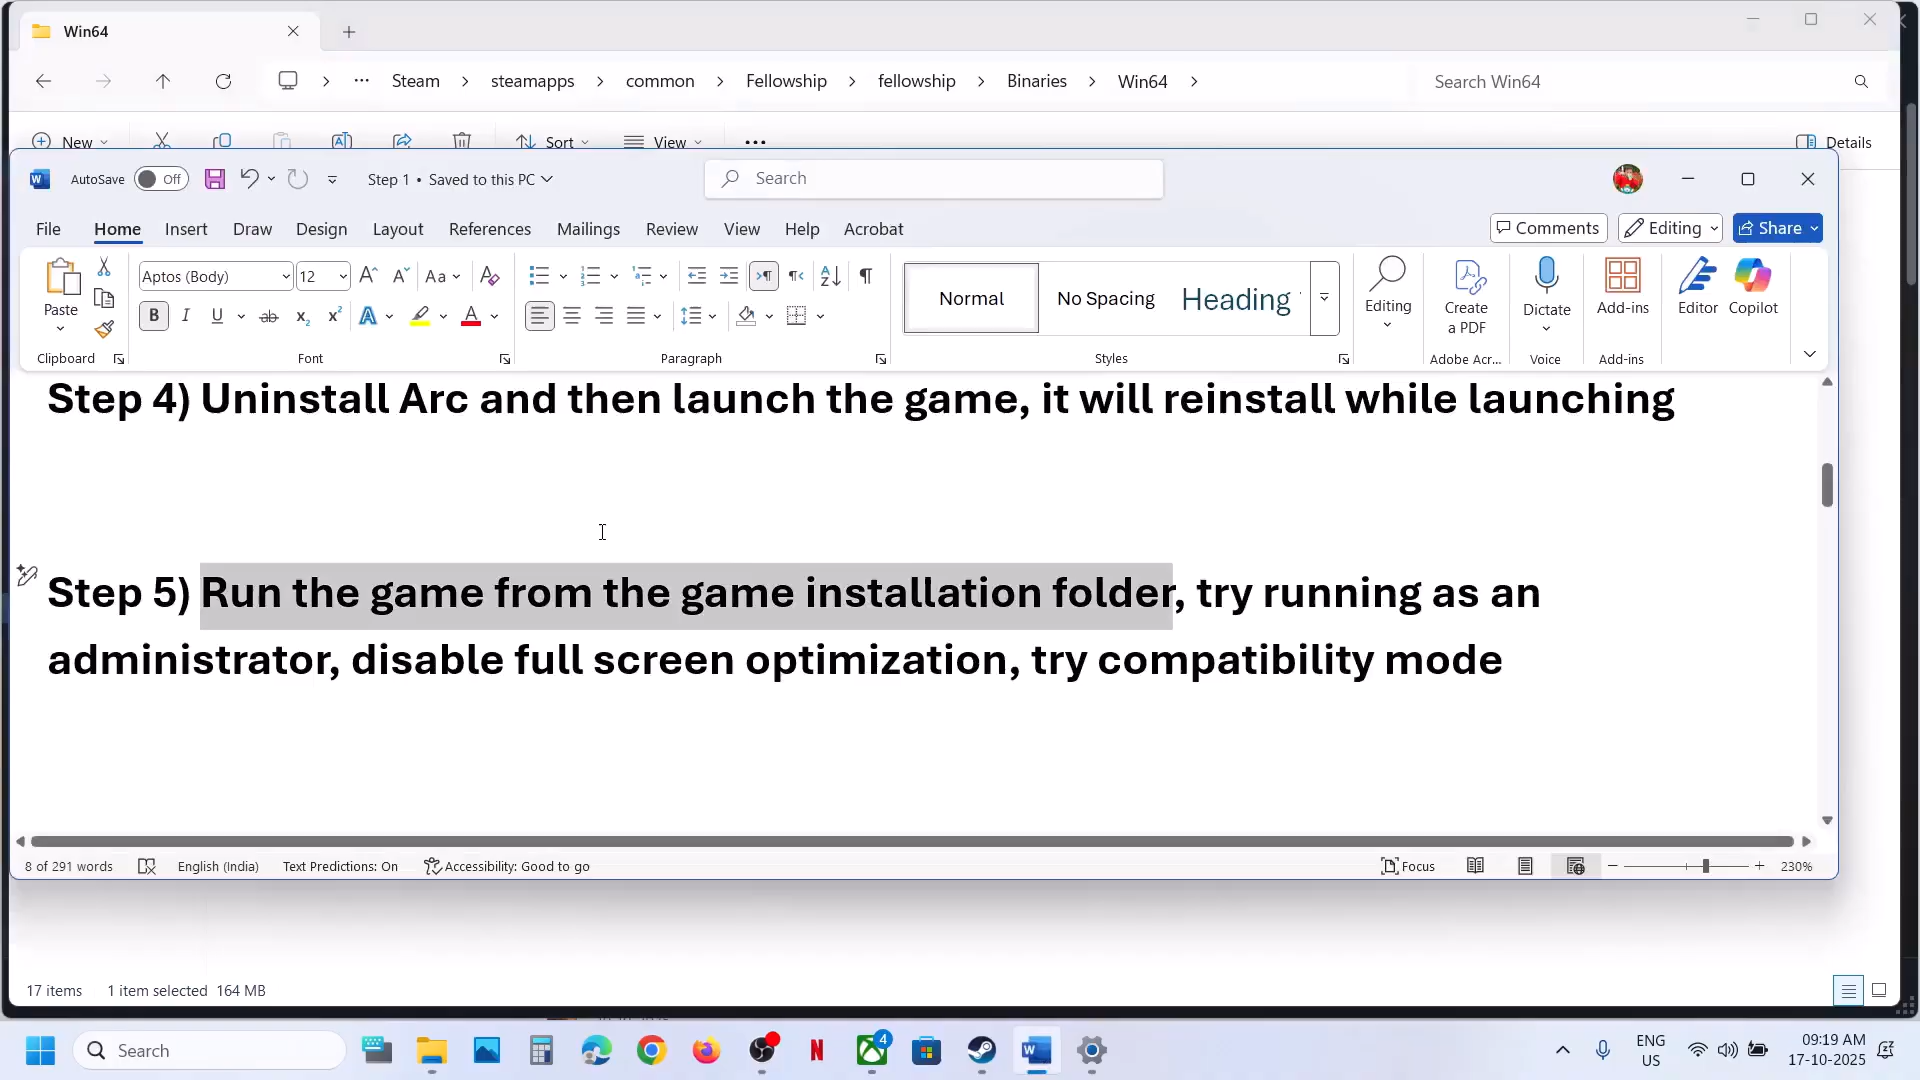 Win64
Steam
steamapps
common
Fellowship
fellowship
Binaries
Win64
Search Win64
New
Sort
View
Details
AutoSave
Off
Step 1 • Saved to this PC
Search
File
Home
Insert
Draw
Design
Layout
References
Mailings
Review
View
Help
Acrobat
Comments
Editing
Share
Paste
Aptos (Body)
12
Normal
No Spacing
Heading
Editing
Create
a PDF
Dictate
Add-ins
Editor
Copilot
Clipboard
Font
Paragraph
Styles
Adobe Acr...
Voice
Add-ins
Step 4) Uninstall Arc and then launch the game, it will reinstall while launching
Step 5) Run the game from the game installation folder, try running as an
administrator, disable full screen optimization, try compatibility mode
8 of 291 words
English (India)
Text Predictions: On
Accessibility: Good to go
Focus
230%
17 items
1 item selected 164 MB
Search
4
ENG
US
09:19 AM
17-10-2025